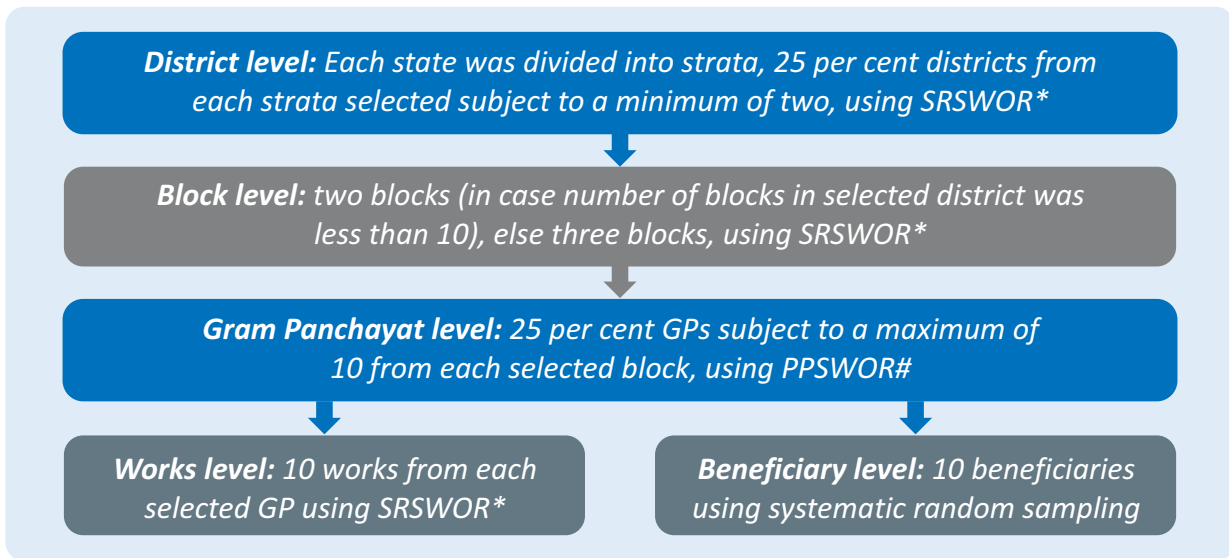 District level: Each state was divided into strata, 25 per cent districts from
each strata selected subject to a minimum of two, using SRSWOR*
Block level: two blocks (in case number of blocks in selected district was
less than 10), else three blocks, using SRSWOR*
Gram Panchayat level: 25 per cent GPs subject to a maximum of
10 from each selected block, using PPSWOR#
Works level: 10 works from each
selected GP using SRSWOR*
Beneficiary level: 10 beneficiaries
using systematic random sampling